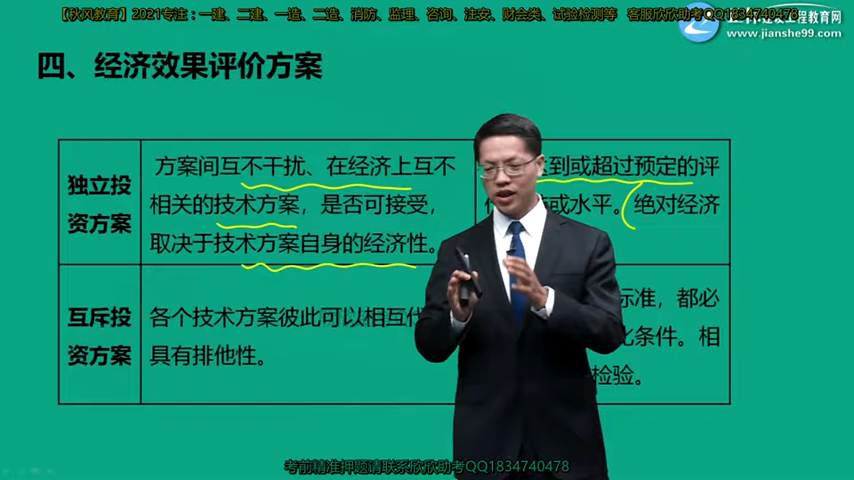 【秋风教育】2021专注：一建、二建、一造、二造、消防、监理、咨询、注安、财会类、试验检测等 客服欣欣助考QQ1834740478
建设工程教育网
www.jianshe99.com
四、经济效果评价方案
独立投
资方案
方案间互不干扰、在经济上互不
相关的技术方案，是否可接受，
取决于技术方案自身的经济性。
到或超过预定的评
或水平。绝对经济
互斥投
资方案
各个技术方案彼此可以相互代
具有排他性。
标准，都必
条件。相
检验。
考前精准押题请联系欣欣助考QQ1834740478